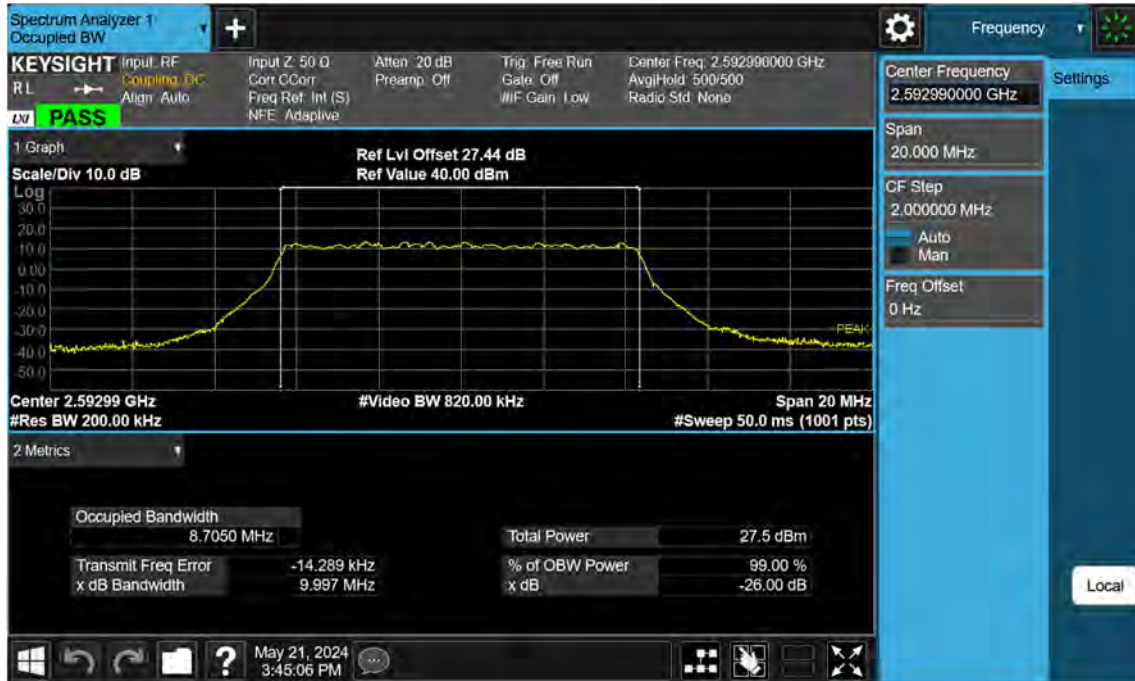 Spectrum Analyzer 1
Occupied BW
+
Frequency
KEYSIGHT
Input: RF
Coupling: DC
Align: Auto
RL
LXI
PASS
Input Z: 50 Ω
Corr CCorr
Freq Ref: Int (S)
NFE: Adaptive
Atten: 20 dB
Preamp: Off
Trig: Free Run
Gate: Off
#IF Gain: Low
Center Freq: 2.592990000 GHz
Avg|Hold: 500/500
Radio Std: None
Center Frequency
2.592990000 GHz
Settings
Span
20.000 MHz
CF Step
2.000000 MHz
Auto
Man
Freq Offset
0 Hz
Local
1 Graph
Scale/Div 10.0 dB
Ref Lvl Offset 27.44 dB
Ref Value 40.00 dBm
Log
30.0
20.0
10.0
0.00
-10.0
-20.0
-30.0
-40.0
-50.0
PEAK
Center 2.59299 GHz
#Res BW 200.00 kHz
#Video BW 820.00 kHz
Span 20 MHz
#Sweep 50.0 ms (1001 pts)
2 Metrics
Occupied Bandwidth
8.7050 MHz
Total Power 27.5 dBm
Transmit Freq Error -14.289 kHz
% of OBW Power 99.00 %
x dB Bandwidth 9.997 MHz
x dB -26.00 dB
?
May 21, 2024
3:45:06 PM